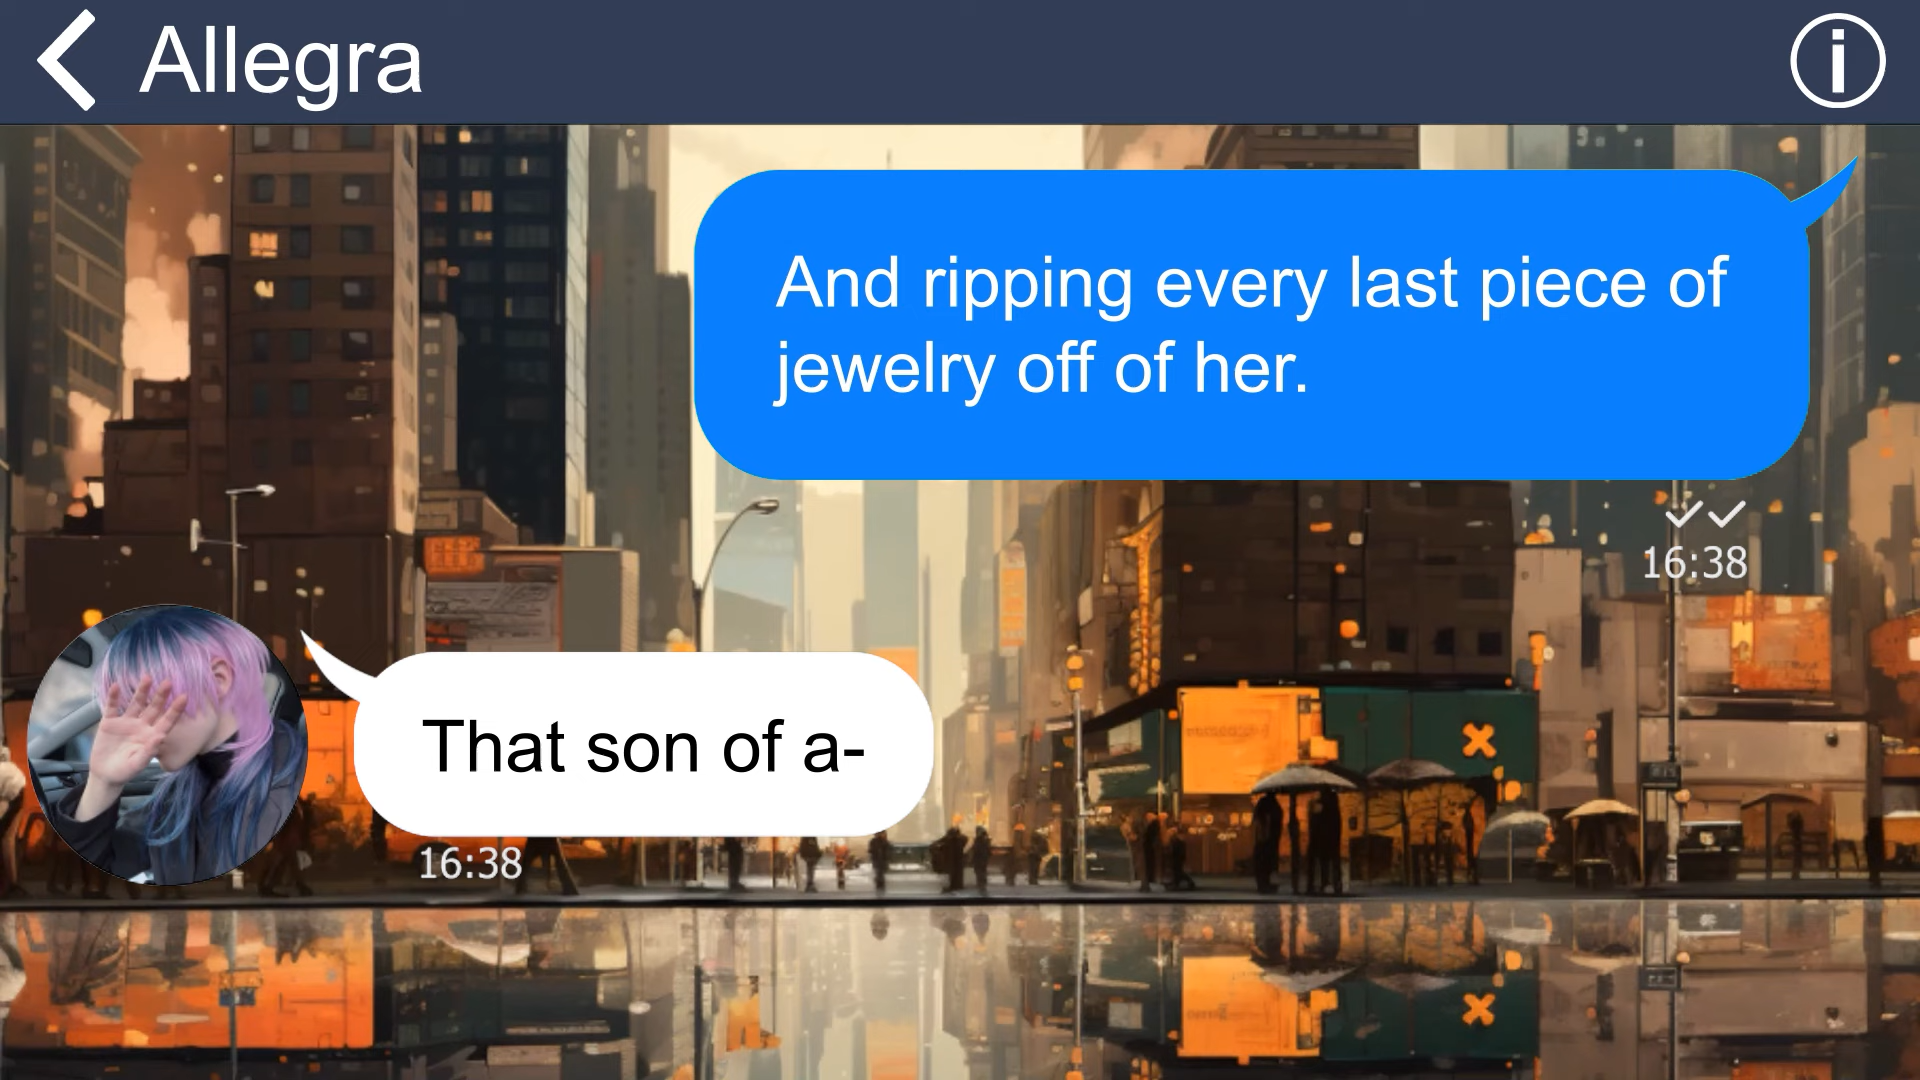 Allegra
And ripping every last piece of
jewelry off of her.
16:38
That son of a-
16:38